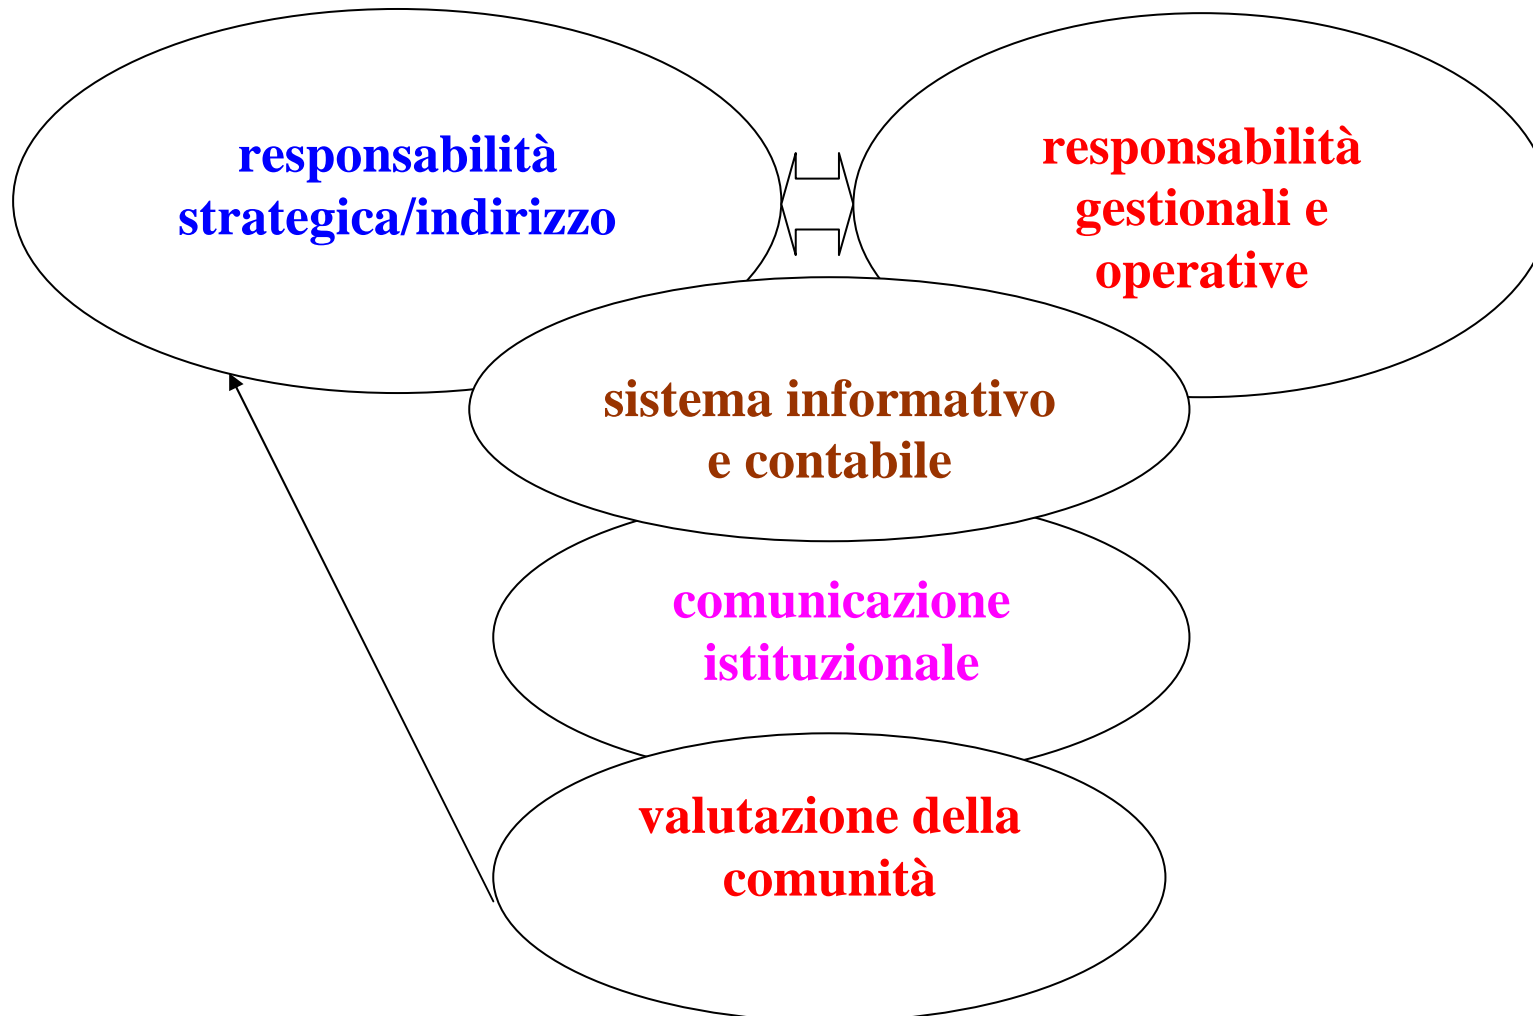 responsabilità
strategica/indirizzo
responsabilità
gestionali e
operative
sistema informativo
e contabile
comunicazione
istituzionale
valutazione della
comunità